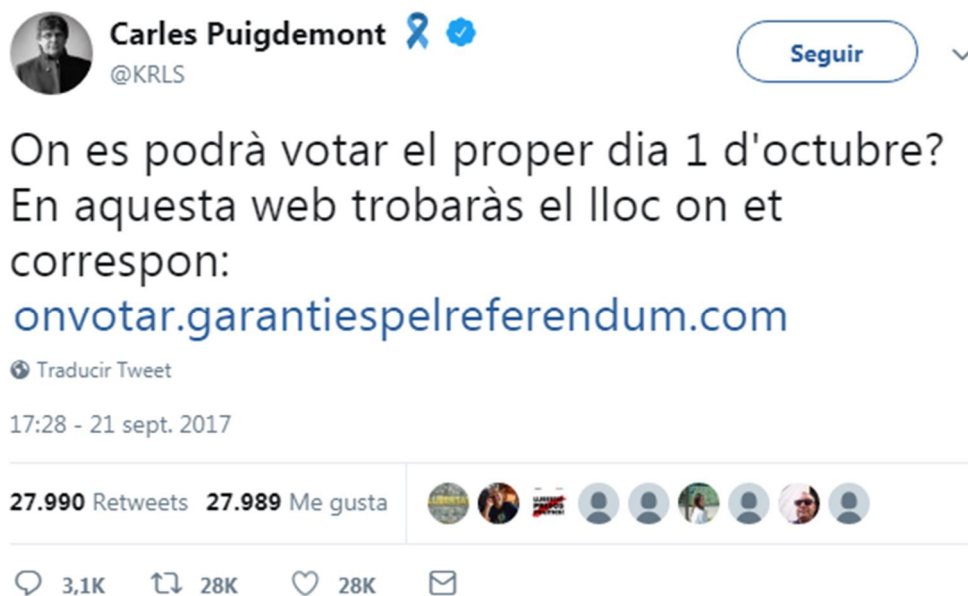 Carles Puigdemont
@KRLS
Seguir
On es podrà votar el proper dia 1 d'octubre?
En aquesta web trobaràs el lloc on et
correspon:
onvotar.garantiespelreferendum.com
Traducir Tweet
17:28 - 21 sept. 2017
27.990 Retweets 27.989 Me gusta
3,1K 28K 28K